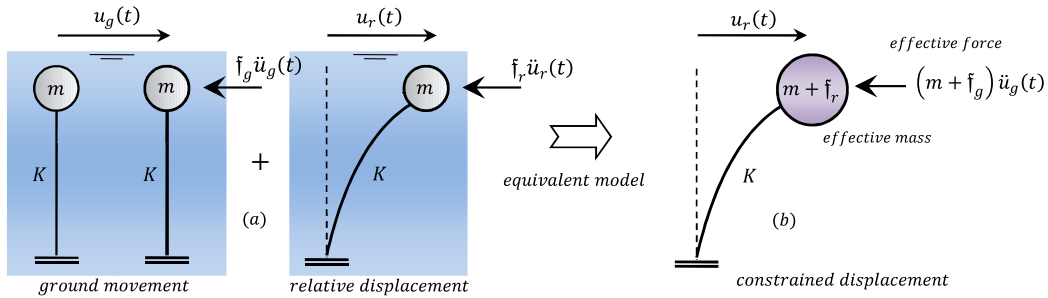 u_g(t)
u_r(t)
u_r(t)
effective force
𝔣_g ü_g(t)
𝔣_r ü_r(t)
(m + 𝔣_g) ü_g(t)
m
m
m
m + 𝔣_r
effective mass
K
K
+
K
K
equivalent model
(a)
(b)
ground movement
relative displacement
constrained displacement